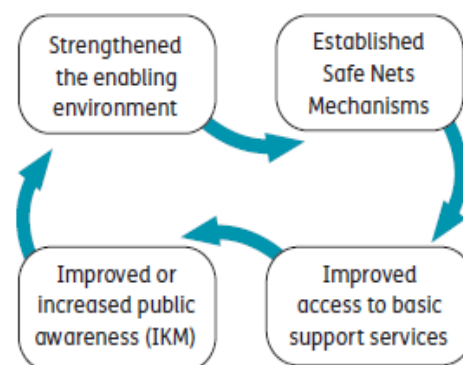 Strengthened
the enabling
environment
Established
Safe Nets
Mechanisms
Improved or
increased public
awareness (IKM)
Improved
access to basic
support services